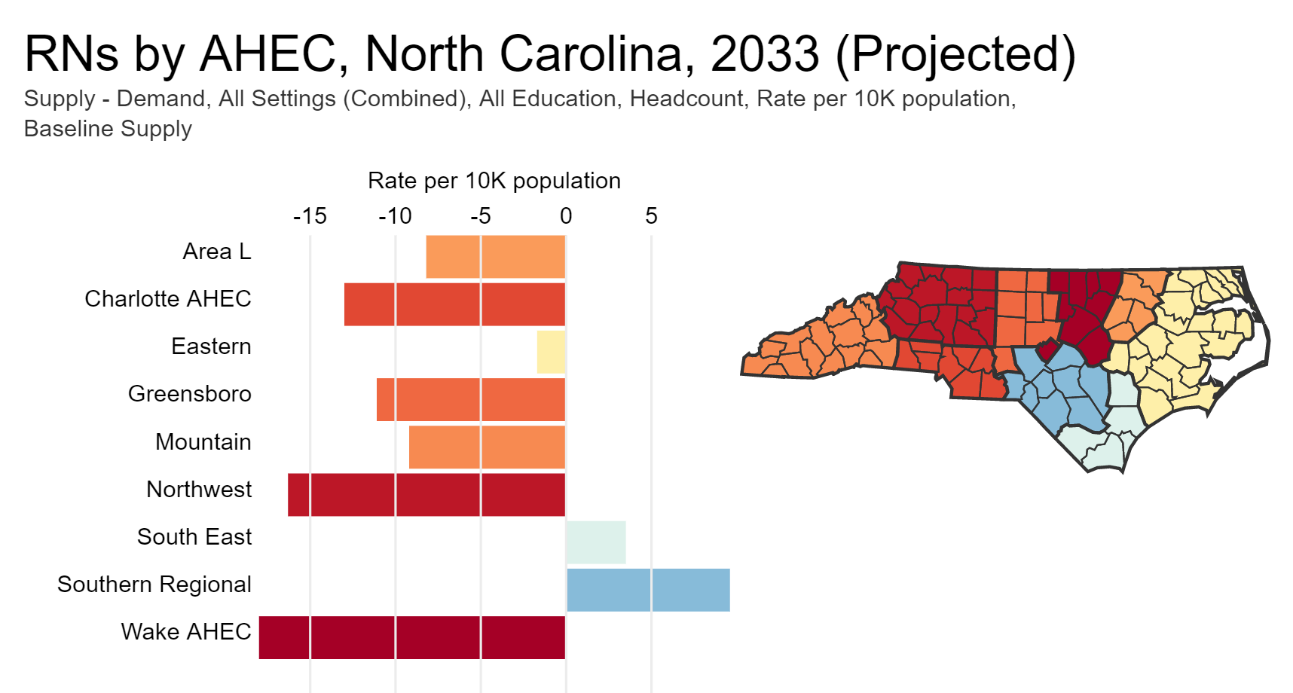 RNs by AHEC, North Carolina, 2033 (Projected)
Supply - Demand, All Settings (Combined), All Education, Headcount, Rate per 10K population,
Baseline Supply
Rate per 10K population
-15 -10 -5 0 5
Area L
Charlotte AHEC
Eastern
Greensboro
Mountain
Northwest
South East
Southern Regional
Wake AHEC